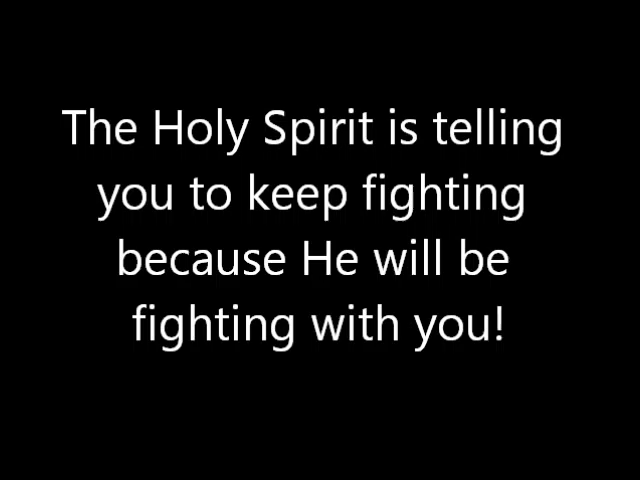 The Holy Spirit is telling
you to keep fighting
because He will be
fighting with you!